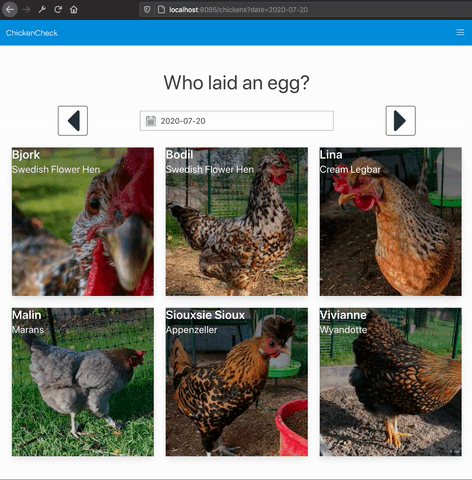 localhost:8085/chickens?date=2020-07-20
ChickenCheck
Who laid an egg?
2020-07-20
Bjork
Swedish Flower Hen
Bodil
Swedish Flower Hen
Lina
Cream Legbar
Malin
Marans
Siouxsie Sioux
Appenzeller
Vivianne
Wyandotte